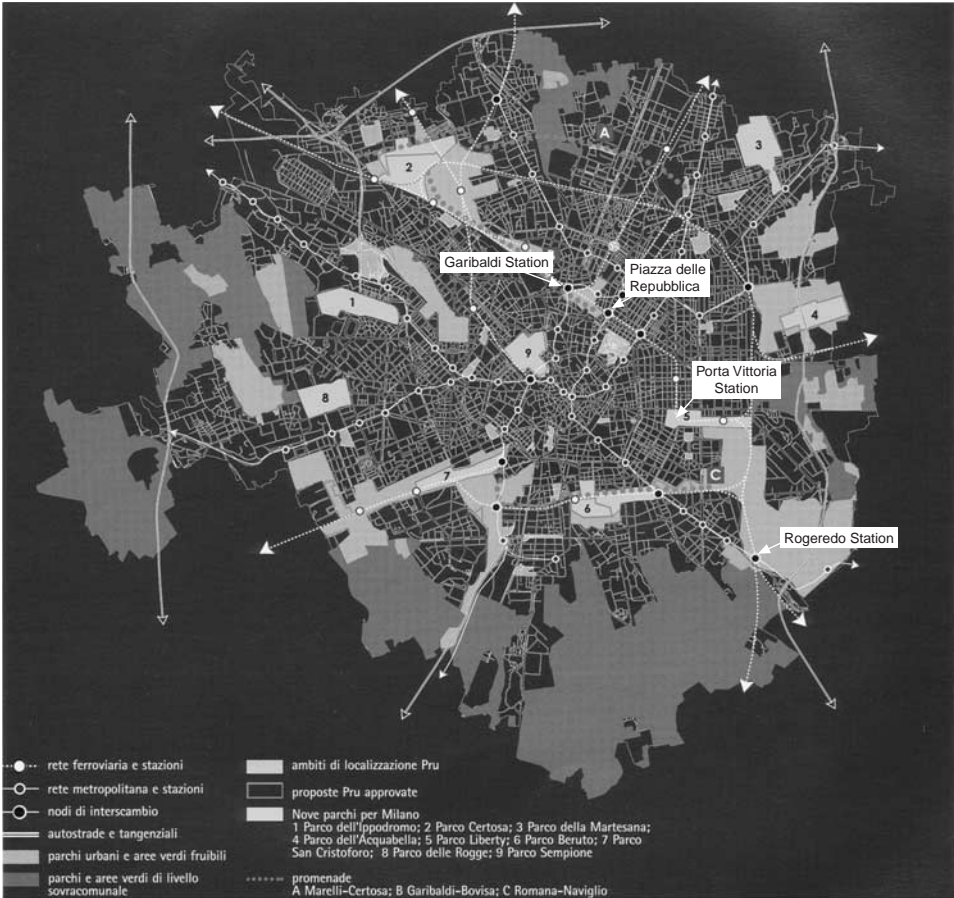 A
3
2
Garibaldi Station
Piazza delle
Repubblica
1
4
9
Porta Vittoria
Station
8
5
7
C
6
Rogeredo Station
rete ferroviaria e stazioni
rete metropolitana e stazioni
nodi di interscambio
autostrade e tangenziali
parchi urbani e aree verdi fruibili
parchi e aree verdi di livello
sovracomunale
ambiti di localizzazione Pru
proposte Pru approvate
Nove parchi per Milano
1 Parco dell'Ippodromo; 2 Parco Certosa; 3 Parco della Martesana;
4 Parco dell'Acquabella; 5 Parco Liberty; 6 Parco Beruto; 7 Parco
San Cristoforo; 8 Parco delle Rogge; 9 Parco Sempione
promenade
A Marelli-Certosa; B Garibaldi-Bovisa; C Romana-Naviglio